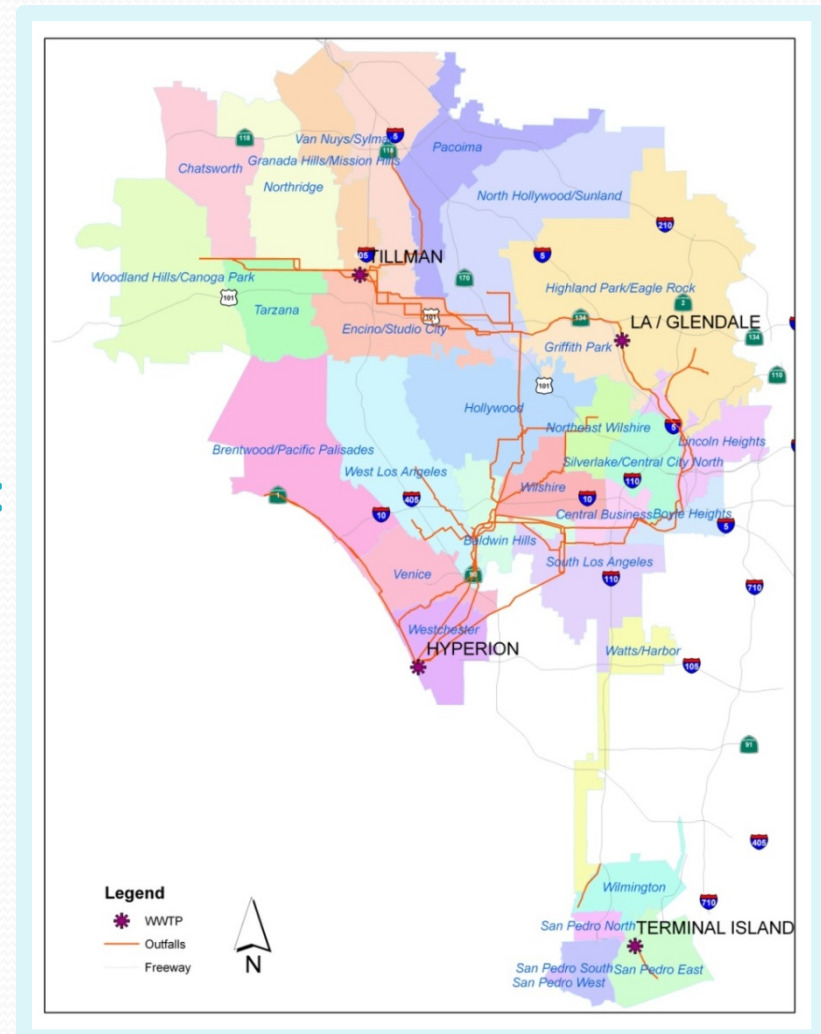 118
Van Nuys/Sylma
5
118
Pacoima
Chatsworth
Granada Hills/Mission Hills
Northridge
North Hollywood/Sunland
210
405
TILLMAN
5
170
Woodland Hills/Canoga Park
101
Highland Park/Eagle Rock
2
Tarzana
101
134
LA / GLENDALE
Encino/Studio City
134
Griffith Park
110
101
Hollywood
Northeast Wilshire
5
Lincoln Heights
Brentwood/Pacific Palisades
West Los Angeles
Silverlake/Central City North
Wilshire
110
1
405
10
10
Central Business
Boyle Heights
5
Baldwin Hills
South Los Angeles
Venice
110
710
Westchester
HYPERION
Watts/Harbor
105
91
405
Legend
WWTP
Outfalls
Freeway
N
Wilmington
710
San Pedro North
TERMINAL ISLAND
San Pedro South
San Pedro East
San Pedro West